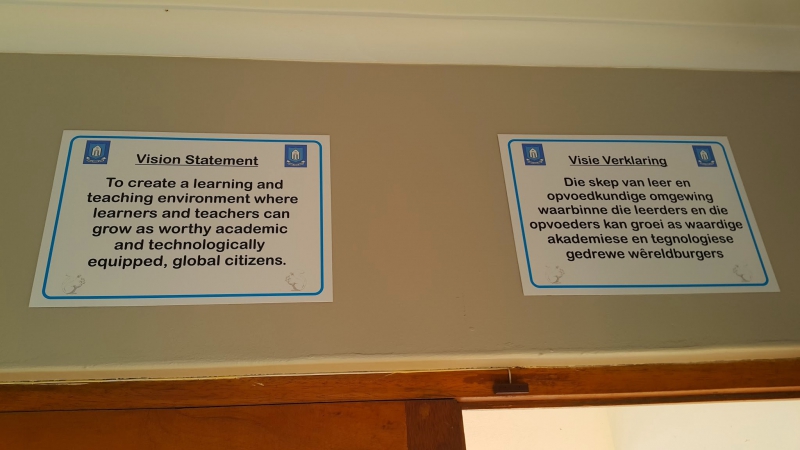 Vision Statement
To create a learning and
teaching environment where
learners and teachers can
grow as worthy academic
and technologically
equipped, global citizens.
Visie Verklaring
Die skep van leer en
opvoedkundige omgewing
waarbinne die leerders en die
opvoeders kan groei as waardige
akademiese en tegnologiese
gedrewe wêreldburgers